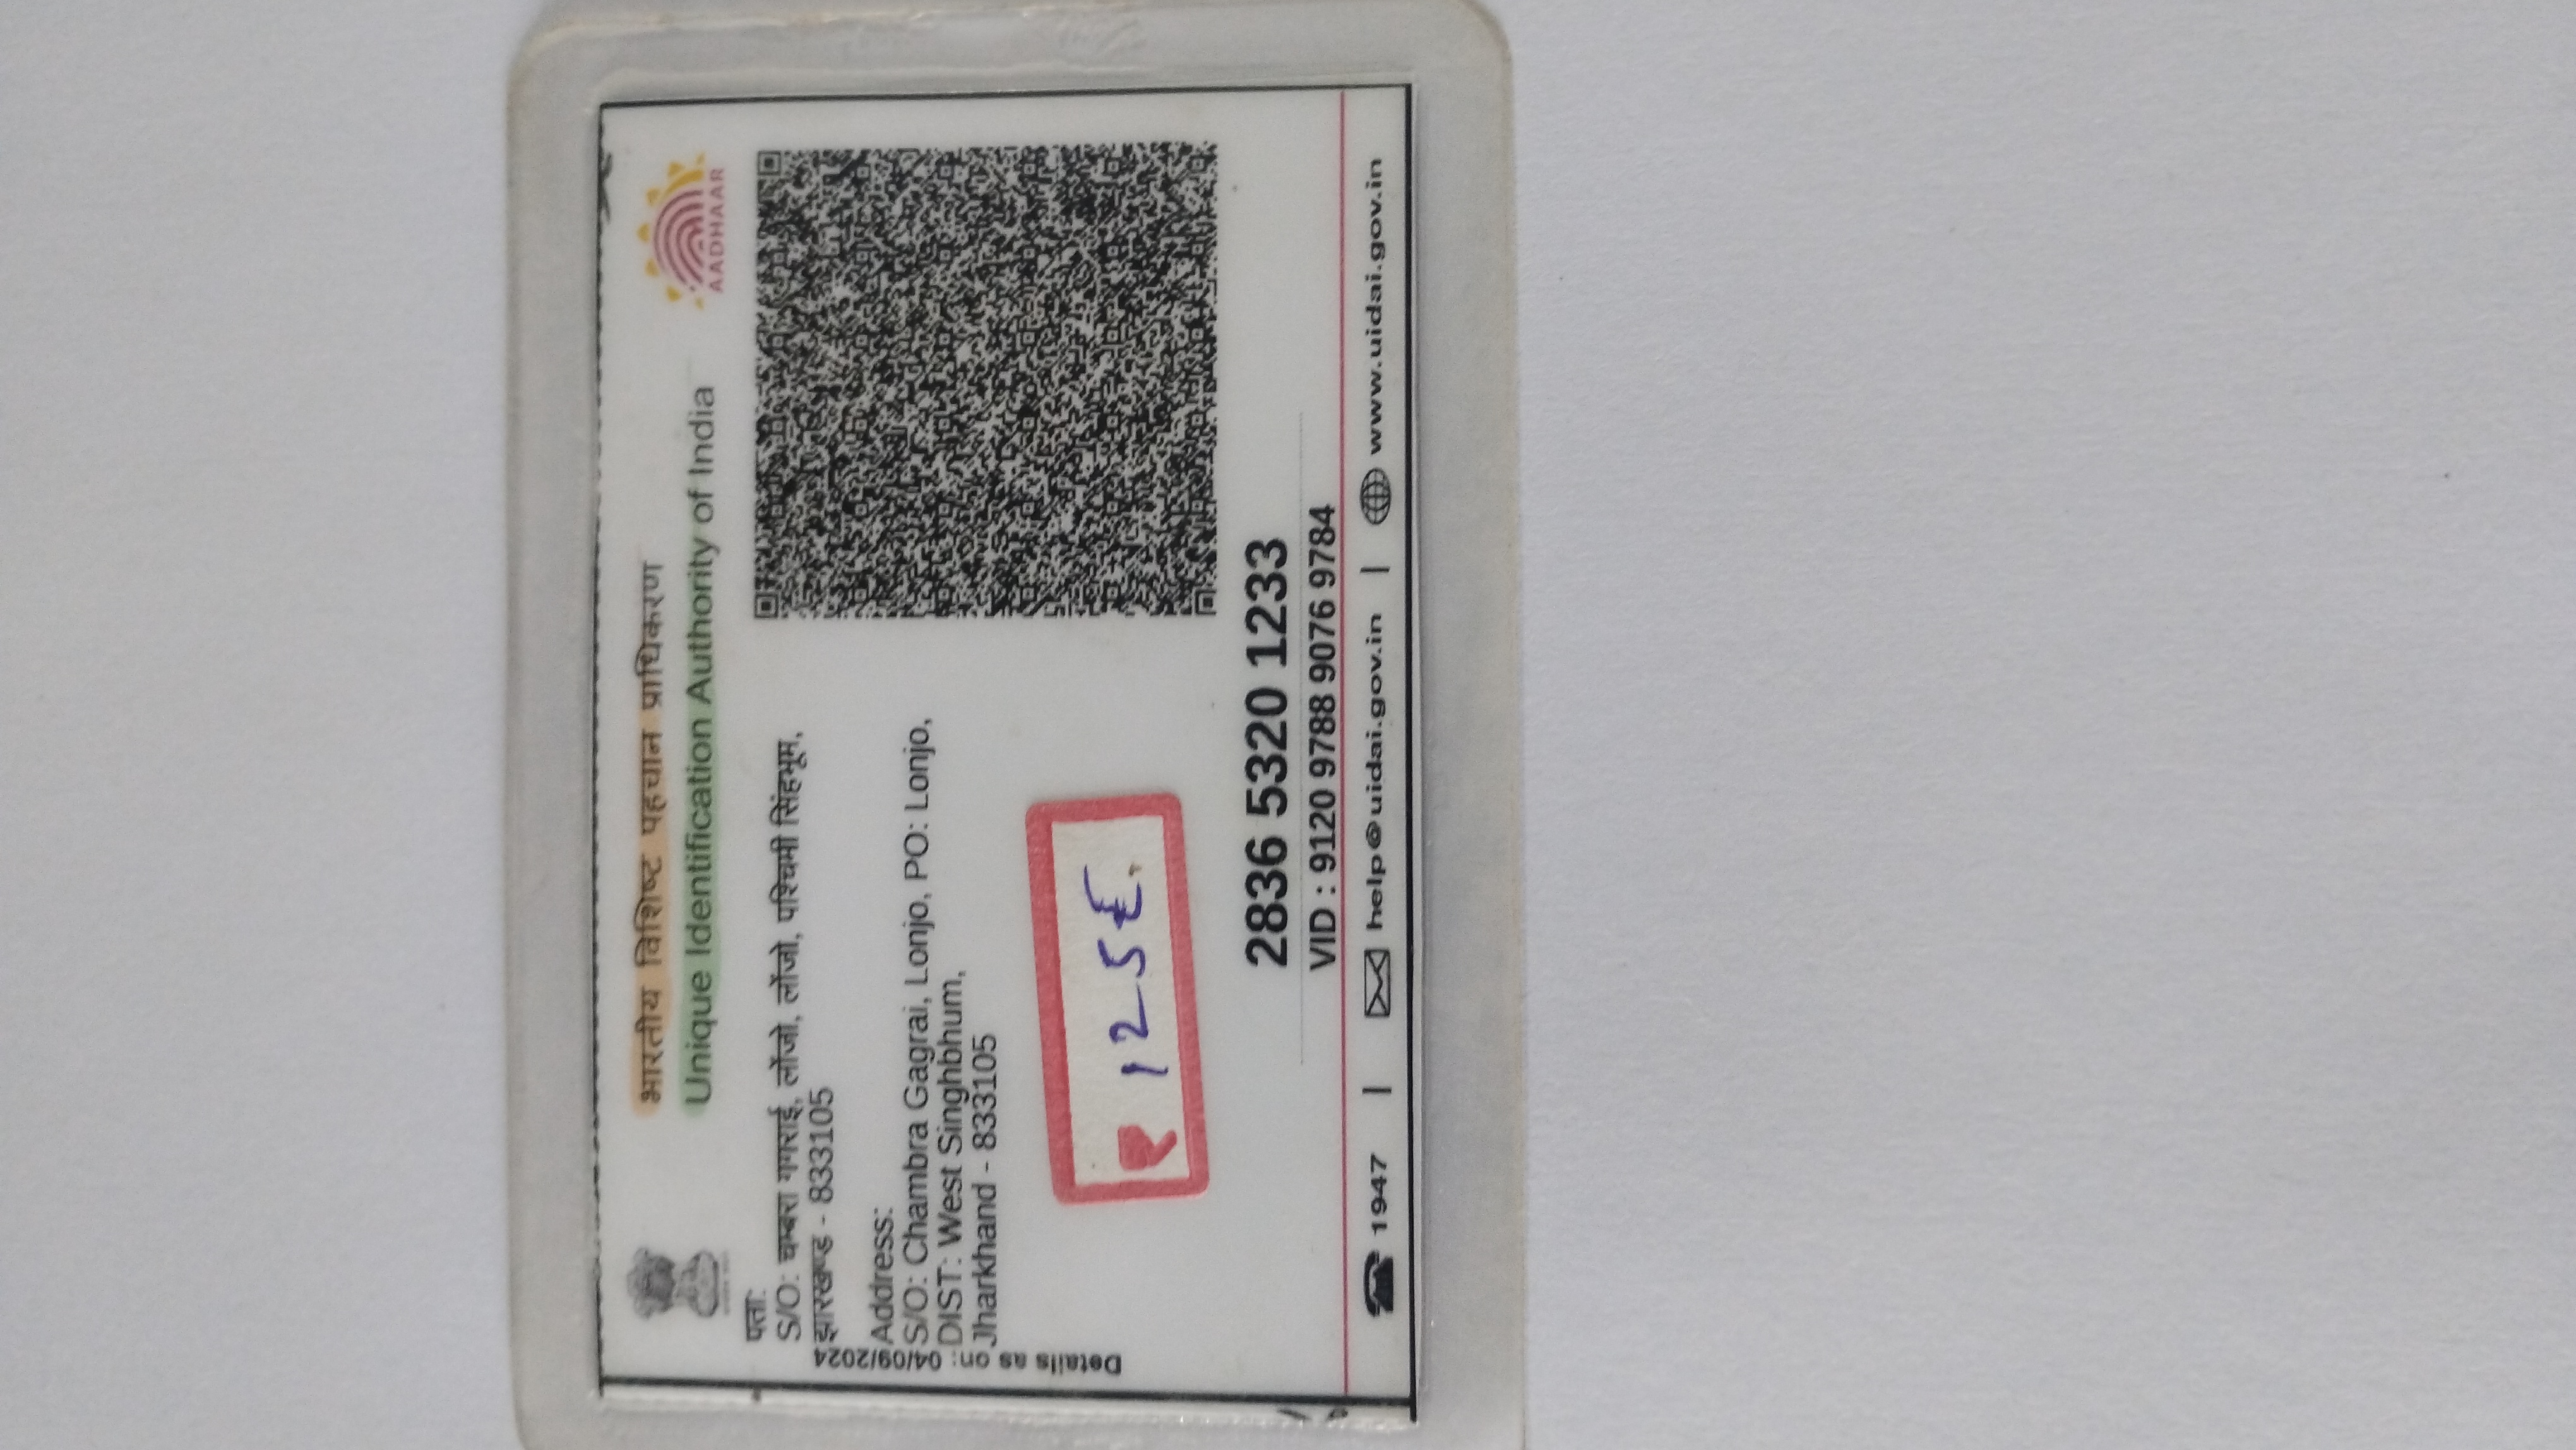 भारतीय विशिष्ट पहचान प्राधिकरण
Unique Identification Authority of India
AADHAAR
पता:
S/O: चम्बरा गागराई, लोंजो, लोंजो, पश्चिमी सिंहभूम,
झारखण्ड - 833105
Address:
S/O: Chambra Gagrai, Lonjo, PO: Lonjo,
DIST: West Singhbhum,
Jharkhand - 833105
Details as on: 04/09/2024
R 125
2836 5320 1233
VID : 9120 9788 9076 9784
1947 | help@uidai.gov.in | www.uidai.gov.in